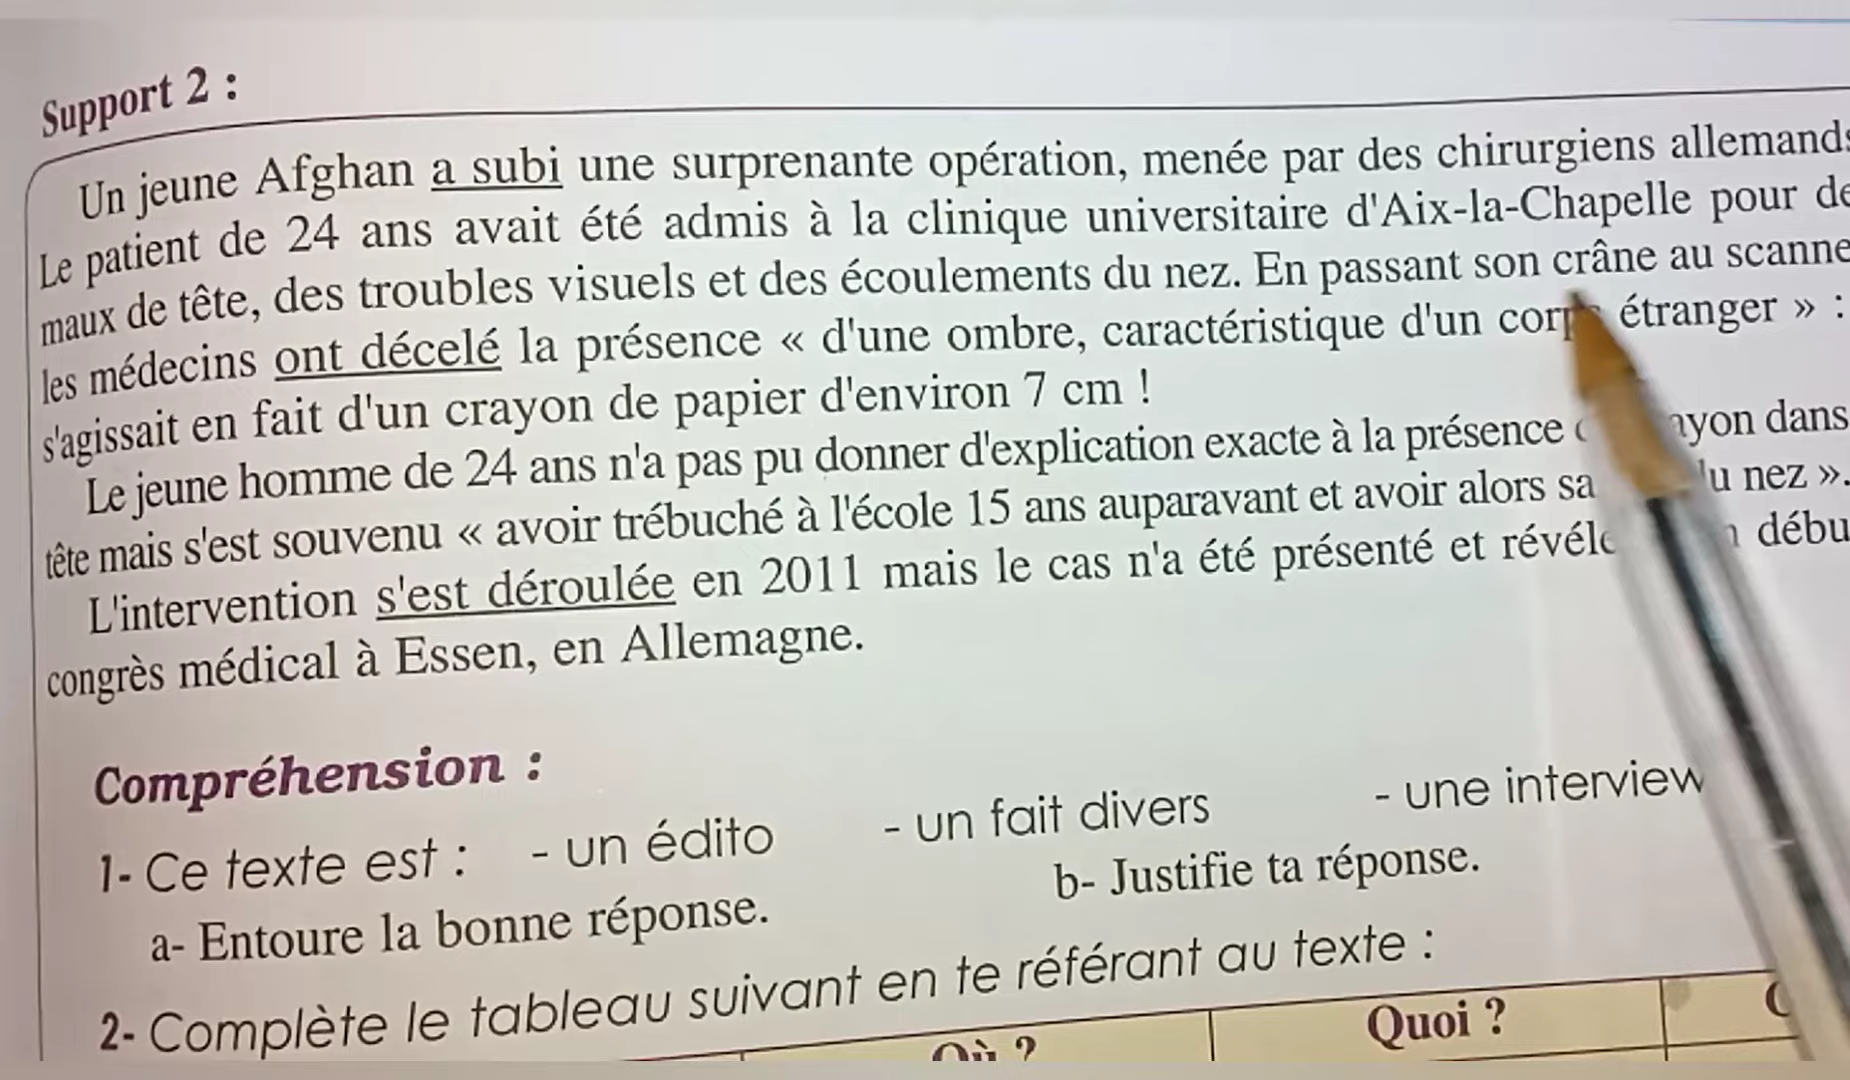 Support 2 :
Un jeune Afghan a subi une surprenante opération, menée par des chirurgiens allemands
Le patient de 24 ans avait été admis à la clinique universitaire d'Aix-la-Chapelle pour de
maux de tête, des troubles visuels et des écoulements du nez. En passant son crâne au scanne
les médecins ont décelé la présence « d'une ombre, caractéristique d'un corps étranger » :
s'agissait en fait d'un crayon de papier d'environ 7 cm !
Le jeune homme de 24 ans n'a pas pu donner d'explication exacte à la présence ayon dans
tête mais s'est souvenu « avoir trébuché à l'école 15 ans auparavant et avoir alors sa u nez ».
L'intervention s'est déroulée en 2011 mais le cas n'a été présenté et révélé débu
congrès médical à Essen, en Allemagne.
Compréhension :
1- Ce texte est : - un édito - un fait divers - une interview
a- Entoure la bonne réponse. b- Justifie ta réponse.
2- Complète le tableau suivant en te référant au texte :
Où ? Quoi ?